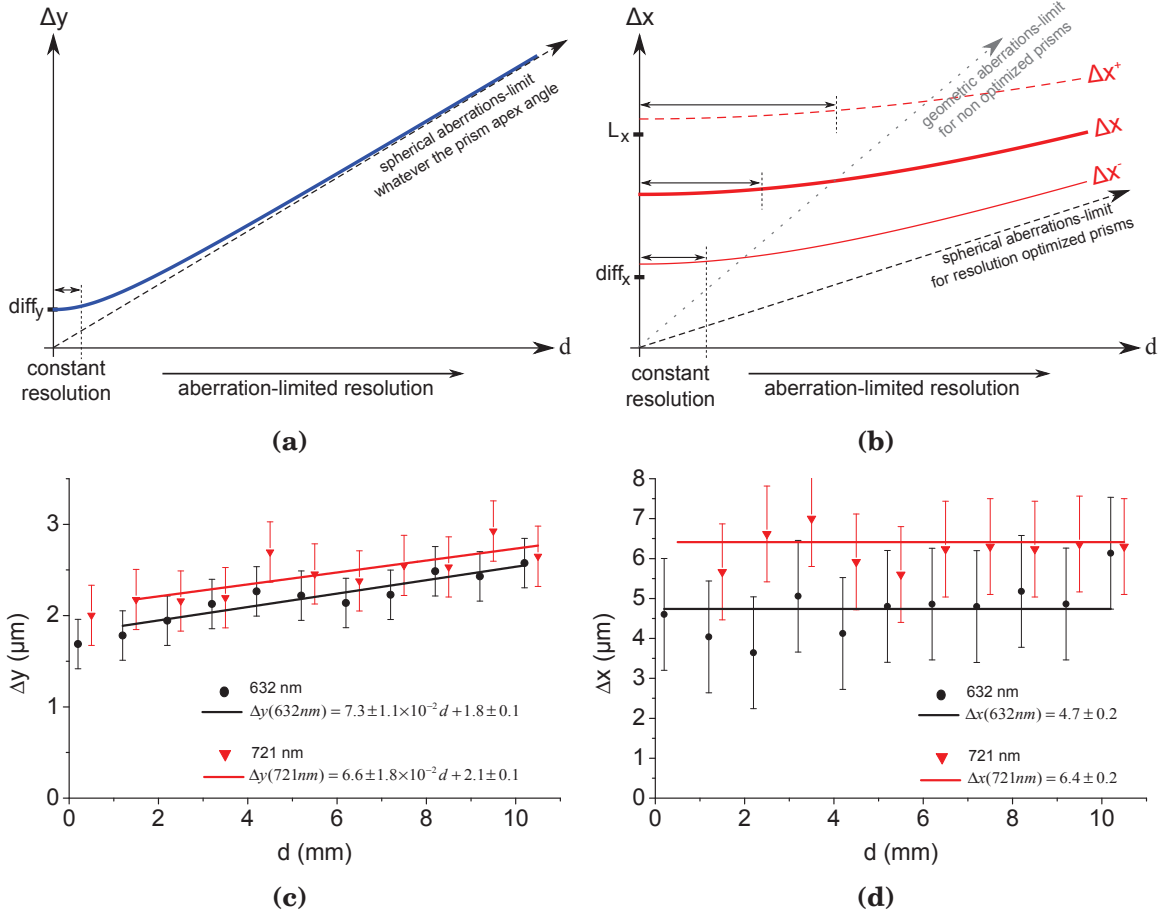 Δy
spherical aberrations-limit
whatever the prism apex angle
diff_y
d
constant
resolution
aberration-limited resolution
(a)
Δx
geometric aberrations-limit
for non optimized prisms
Δx⁺
L_x
Δx
Δx⁻
spherical aberrations-limit
for resolution optimized prisms
diff_x
d
constant
resolution
aberration-limited resolution
(b)
3
2
1
0
Δy (µm)
632 nm
Δy(632nm) = 7.3±1.1×10⁻²d+1.8±0.1
721 nm
Δy(721nm) = 6.6±1.8×10⁻²d+2.1±0.1
0 2 4 6 8 10
d (mm)
(c)
8
7
6
5
4
3
2
1
0
Δx (µm)
632 nm
Δx(632nm) = 4.7±0.2
721 nm
Δx(721nm) = 6.4±0.2
0 2 4 6 8 10
d (mm)
(d)